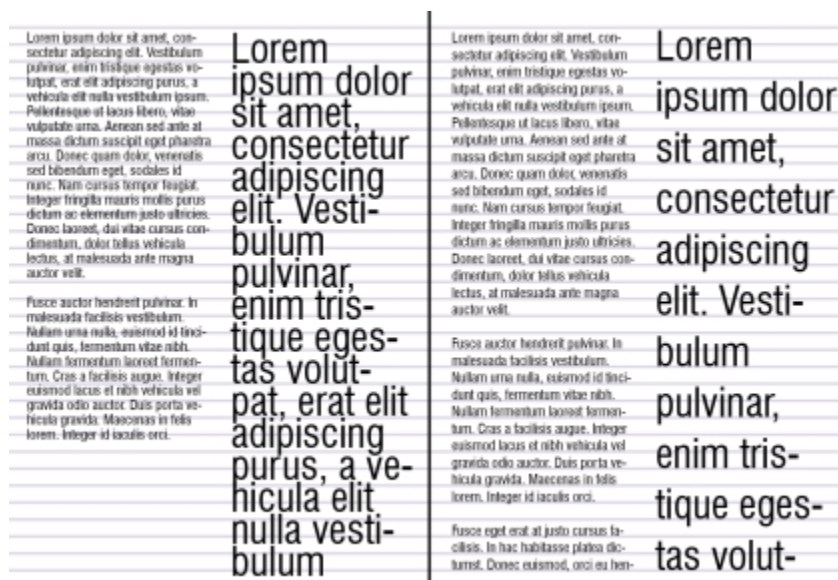 Lorem ipsum dolor sit amet, con-
sectetur adipiscing elit. Vestibulum
pulvinar, enim tristique egestas vo-
lutpat, erat elit adipiscing purus, a
vehicula elit nulla vestibulum ipsum.
Pellentesque ut lacus libero, vitae
vulputate urna. Aenean sed ante at
massa dictum suscipit eget pharetra
arcu. Donec quam dolor, venenatis
sed bibendum eget, sodales id
nunc. Nam cursus tempor feugiat.
Integer fringilla mauris mollis purus
dictum ac elementum justo ultricies.
Donec laoreet, dui vitae cursus con-
dimentum, dolor tellus vehicula
lectus, at malesuada ante magna
auctor velit.
Fusce auctor hendrerit pulvinar. In
malesuada facilisis vestibulum.
Nullam urna nulla, euismod id tinci-
dunt quis, fermentum vitae nibh.
Nullam fermentum laoreet fermen-
tum. Cras a facilisis augue. Integer
euismod lacus et nibh vehicula vel
gravida odio auctor. Duis porta ve-
hicula gravida. Maecenas in felis
lorem. Integer id iaculis orci.
Lorem
ipsum dolor
sit amet,
consectetur
adipiscing
elit. Vesti-
bulum
pulvinar,
enim tris-
tique eges-
tas volut-
pat, erat elit
adipiscing
purus, a ve-
hicula elit
nulla vesti-
bulum
Lorem ipsum dolor sit amet, con-
sectetur adipiscing elit. Vestibulum
pulvinar, enim tristique egestas vo-
lutpat, erat elit adipiscing purus, a
vehicula elit nulla vestibulum ipsum.
Pellentesque ut lacus libero, vitae
vulputate urna. Aenean sed ante at
massa dictum suscipit eget pharetra
arcu. Donec quam dolor, venenatis
sed bibendum eget, sodales id
nunc. Nam cursus tempor feugiat.
Integer fringilla mauris mollis purus
dictum ac elementum justo ultricies.
Donec laoreet, dui vitae cursus con-
dimentum, dolor tellus vehicula
lectus, at malesuada ante magna
auctor velit.
Fusce auctor hendrerit pulvinar. In
malesuada facilisis vestibulum.
Nullam urna nulla, euismod id tinci-
dunt quis, fermentum vitae nibh.
Nullam fermentum laoreet fermen-
tum. Cras a facilisis augue. Integer
euismod lacus et nibh vehicula vel
gravida odio auctor. Duis porta ve-
hicula gravida. Maecenas in felis
lorem. Integer id iaculis orci.
Fusce eget erat at justo cursus fa-
cilisis. In hac habitasse platea dic-
tumst. Donec euismod, orci eu hen-
Lorem
ipsum dolor
sit amet,
consectetur
adipiscing
elit. Vesti-
bulum
pulvinar,
enim tris-
tique eges-
tas volut-